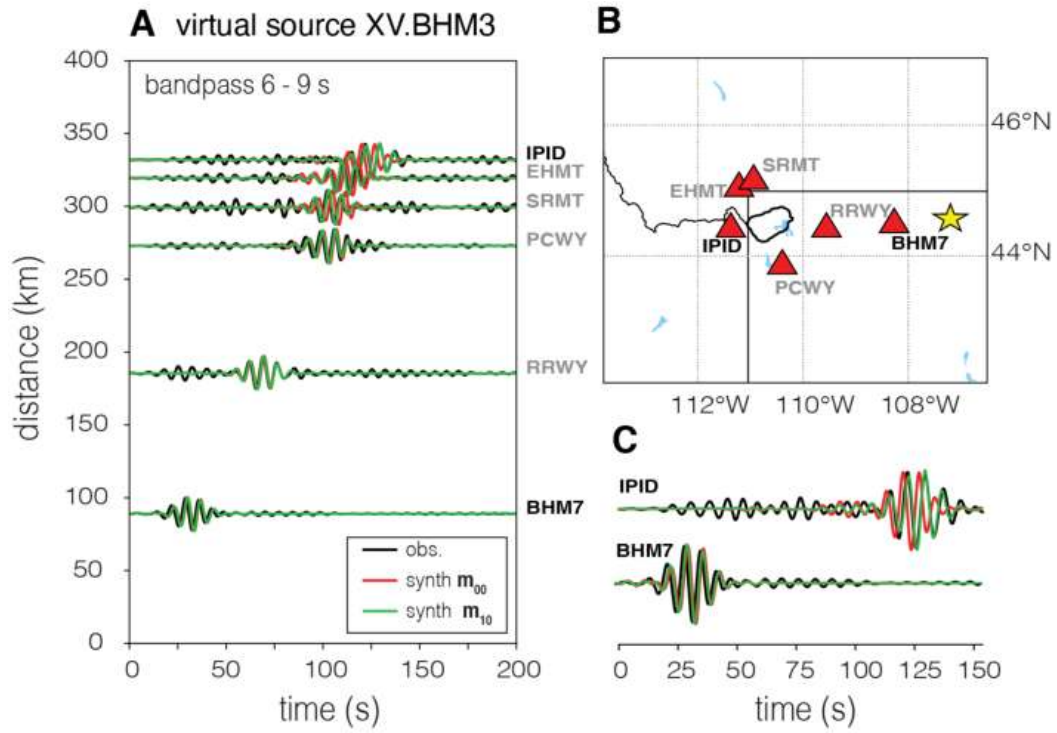 A virtual source XV.BHM3
400
350
300
250
200
150
100
50
0
distance (km)
bandpass 6 - 9 s
IPID
EHMT
SRMT
PCWY
RRWY
BHM7
obs.
synth m00
synth m10
0 50 100 150 200
time (s)
B
46°N
44°N
SRMT
EHMT
RRWY
IPID
BHM7
PCWY
112°W 110°W 108°W
C
IPID
BHM7
0 25 50 75 100 125 150
time (s)